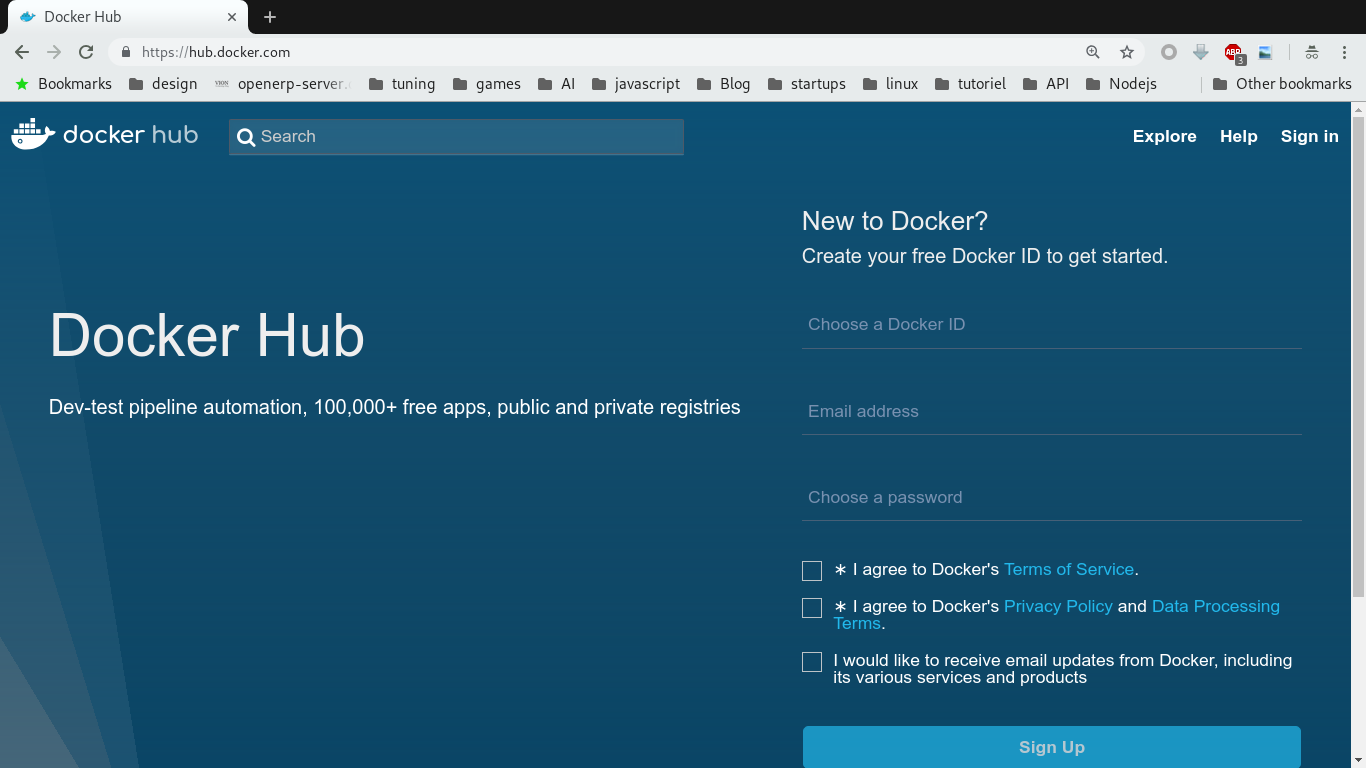 Docker Hub
https://hub.docker.com
ABP
3
Bookmarks design openerp-server. tuning games AI javascript Blog startups linux tutoriel API Nodejs Other bookmarks
docker hub
Search
Explore Help Sign in
New to Docker?
Create your free Docker ID to get started.
Docker Hub
Dev-test pipeline automation, 100,000+ free apps, public and private registries
Choose a Docker ID
Email address
Choose a password
* I agree to Docker's Terms of Service.
* I agree to Docker's Privacy Policy and Data Processing
Terms.
I would like to receive email updates from Docker, including
its various services and products
Sign Up